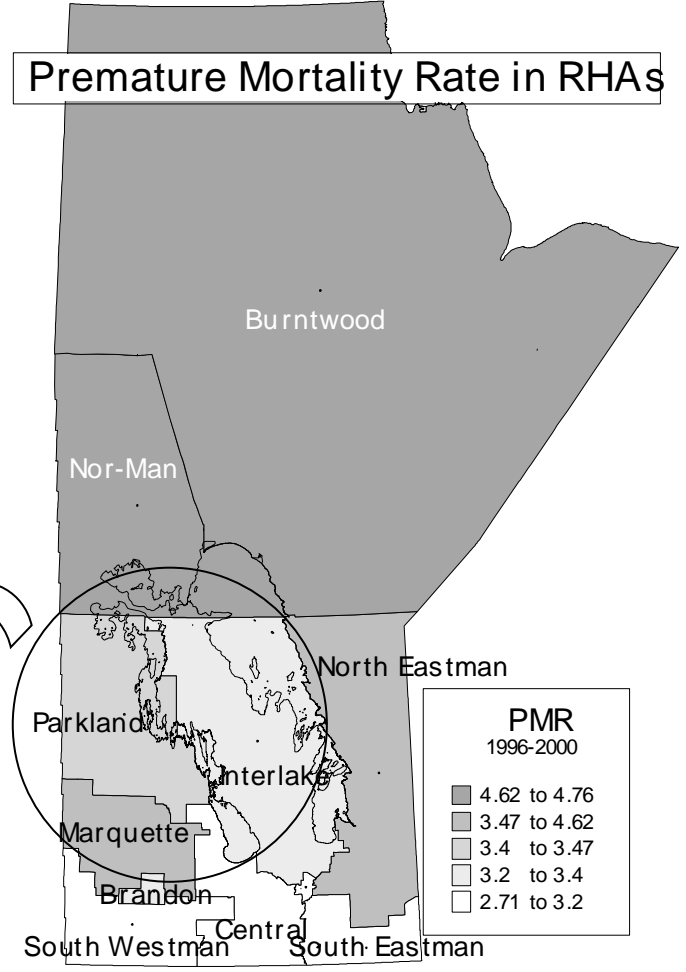 Premature Mortality Rate in RHAs
Burntwood
Nor-Man
North Eastman
Parkland
Interlake
Marquette
Brandon
Central
South Westman
South Eastman
PMR
1996-2000
4.62 to 4.76
3.47 to 4.62
3.4 to 3.47
3.2 to 3.4
2.71 to 3.2